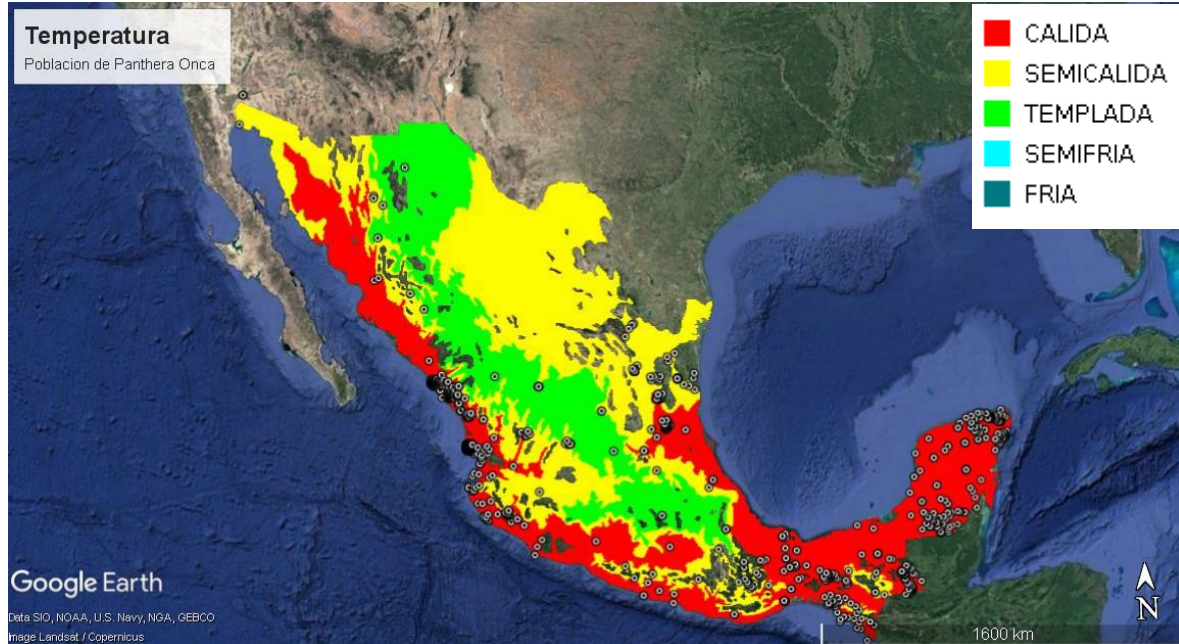 Temperatura
Poblacion de Panthera Onca
CALIDA
SEMICALIDA
TEMPLADA
SEMIFRIA
FRIA
Google Earth
Data SIO, NOAA, U.S. Navy, NGA, GEBCO
Image Landsat / Copernicus
N
1600 km